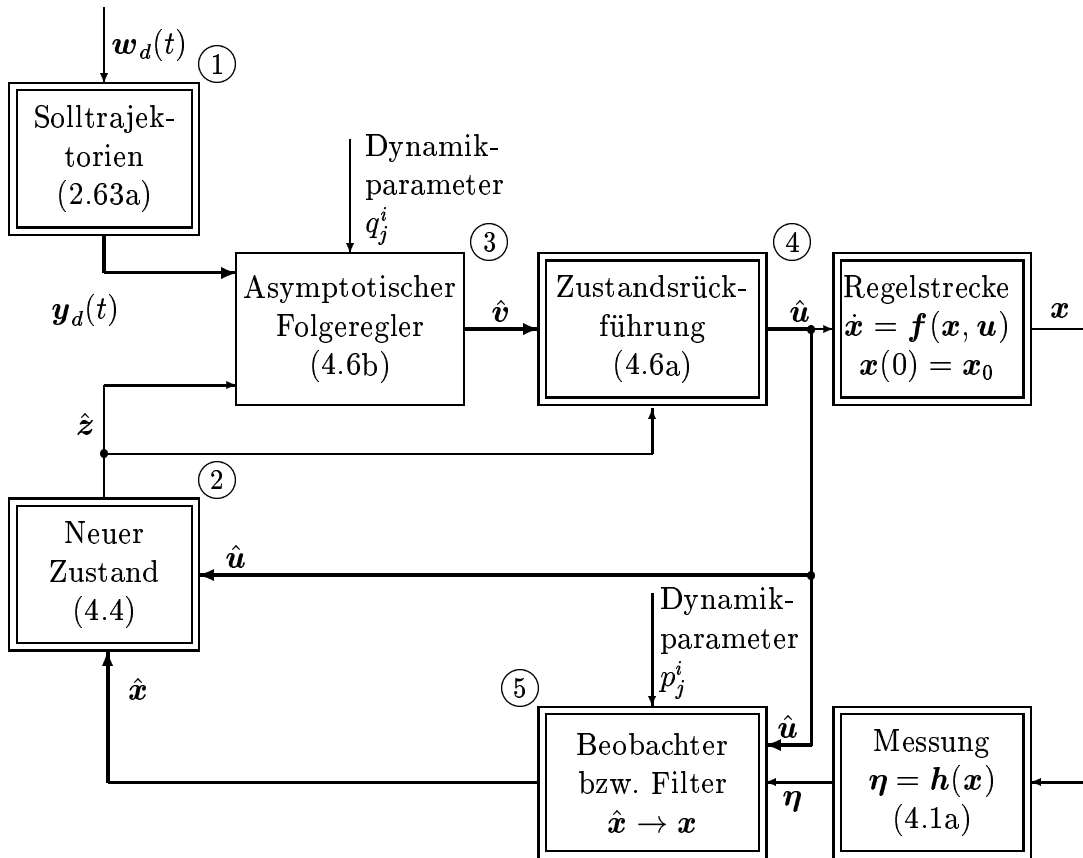 𝒘_d(t)
①
Solltrajek-
torien
(2.63a)
𝒚_d(t)
Dynamik-
parameter
q_j^i
③
Asymptotischer
Folgeregler
(4.6b)
v̂
④
Zustandsrück-
führung
(4.6a)
û
Regelstrecke
ẋ = f(x, u)
x(0) = x_0
x
ẑ
②
Neuer
Zustand
(4.4)
û
x̂
Dynamik-
parameter
p_j^i
⑤
Beobachter
bzw. Filter
x̂ → x
û
η
Messung
η = h(x)
(4.1a)